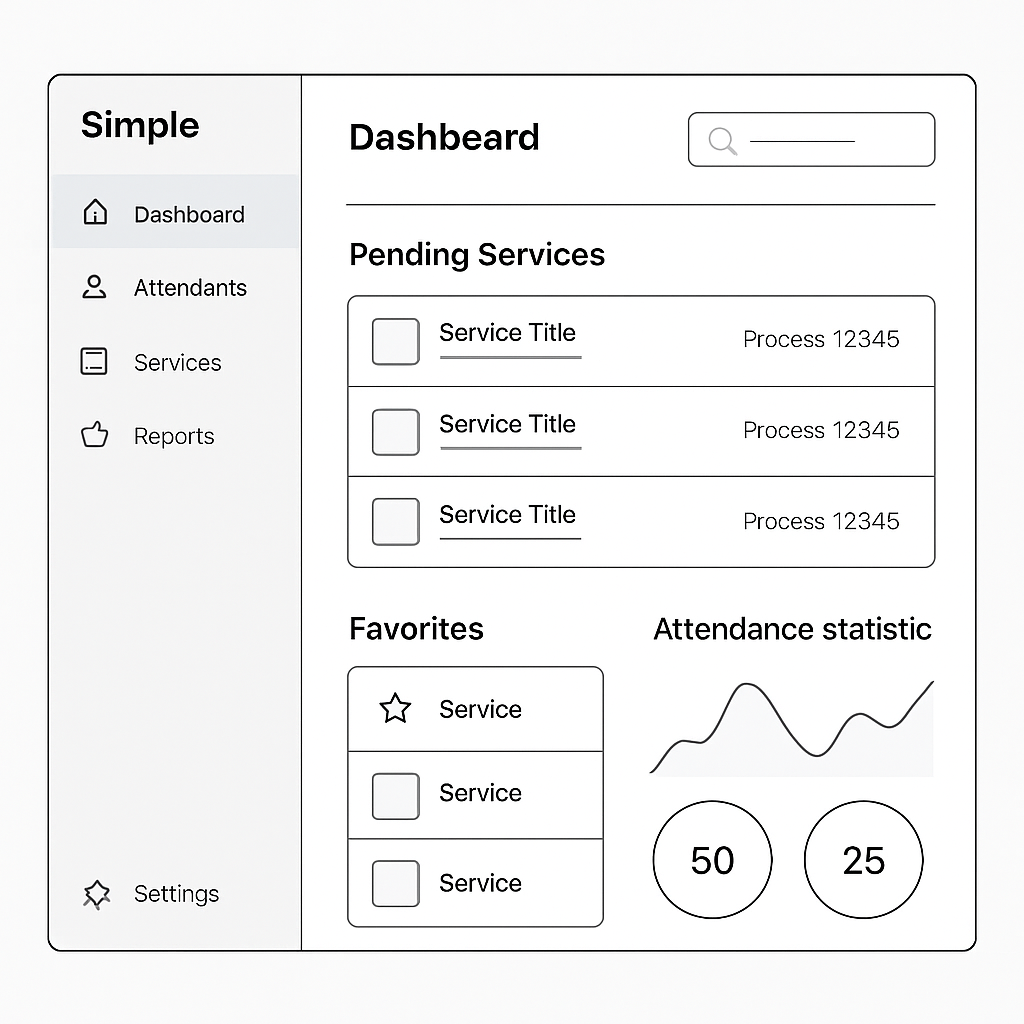 Simple
Dashboard
Attendants
Services
Reports
Settings
Dashbeard
Pending Services
Service Title
Process 12345
Service Title
Process 12345
Service Title
Process 12345
Favorites
Service
Service
Service
Attendance statistic
50
25